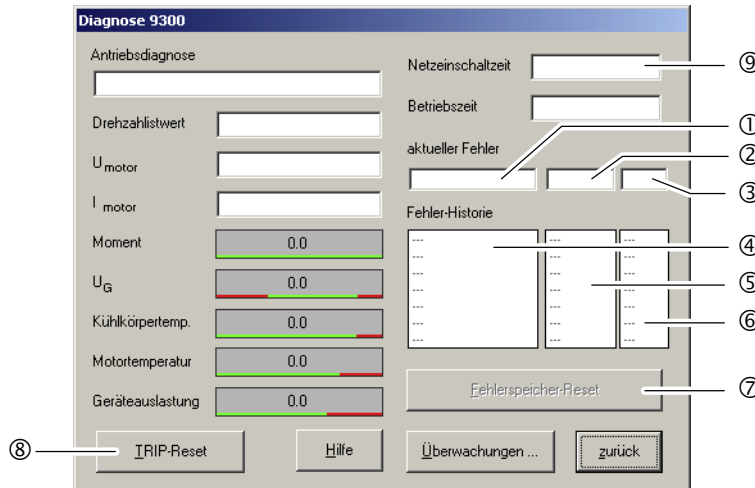 Diagnose 9300
Antriebsdiagnose
Drehzahlistwert
U motor
I motor
Moment 0.0
UG 0.0
Kühlkörpertemp. 0.0
Motortemperatur 0.0
Geräteauslastung 0.0
Netzeinschaltzeit ⑨
Betriebszeit
aktueller Fehler
①
②
③
Fehler-Historie
--- --- ---
--- --- ---
--- --- ---
--- --- ---
--- --- ---
--- --- ---
--- --- ---
④
⑤
⑥
Fehlerspeicher-Reset ⑦
⑧ TRIP-Reset Hilfe Überwachungen ... zurück